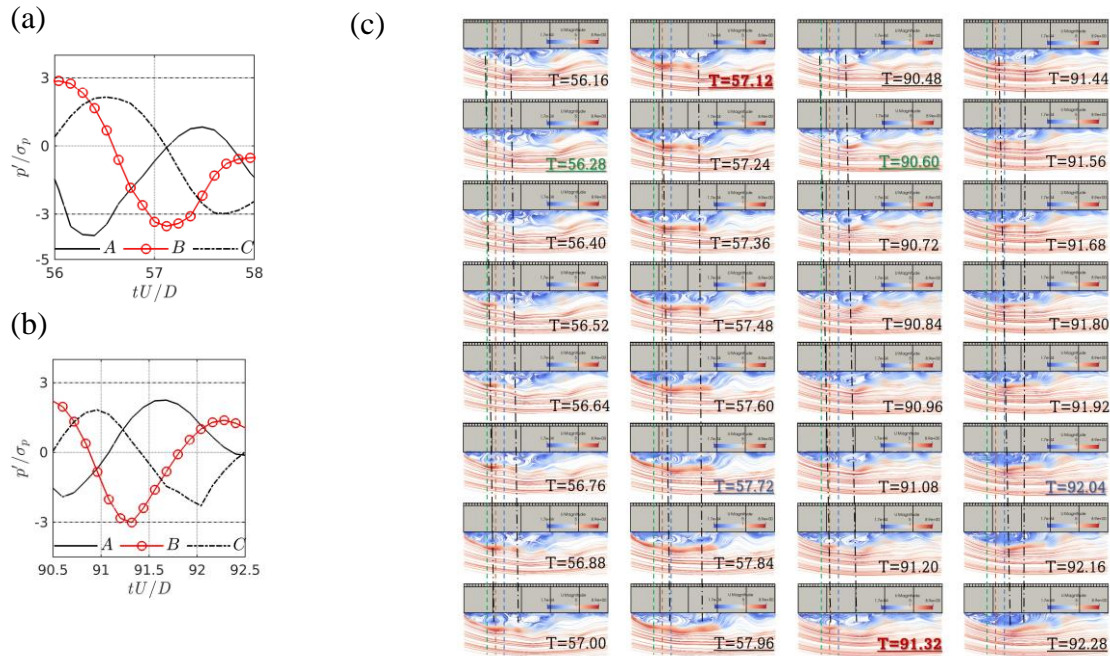 (a)
3
0
-3
-5
p′/σp
A B C
56 57 58
tU/D
(b)
3
0
-3
p′/σp
A B C
90.5 91 91.5 92 92.5
tU/D
(c)
T=56.16
T=56.28
T=56.40
T=56.52
T=56.64
T=56.76
T=56.88
T=57.00
T=57.12
T=57.24
T=57.36
T=57.48
T=57.60
T=57.72
T=57.84
T=57.96
T=90.48
T=90.60
T=90.72
T=90.84
T=90.96
T=91.08
T=91.20
T=91.32
T=91.44
T=91.56
T=91.68
T=91.80
T=91.92
T=92.04
T=92.16
T=92.28